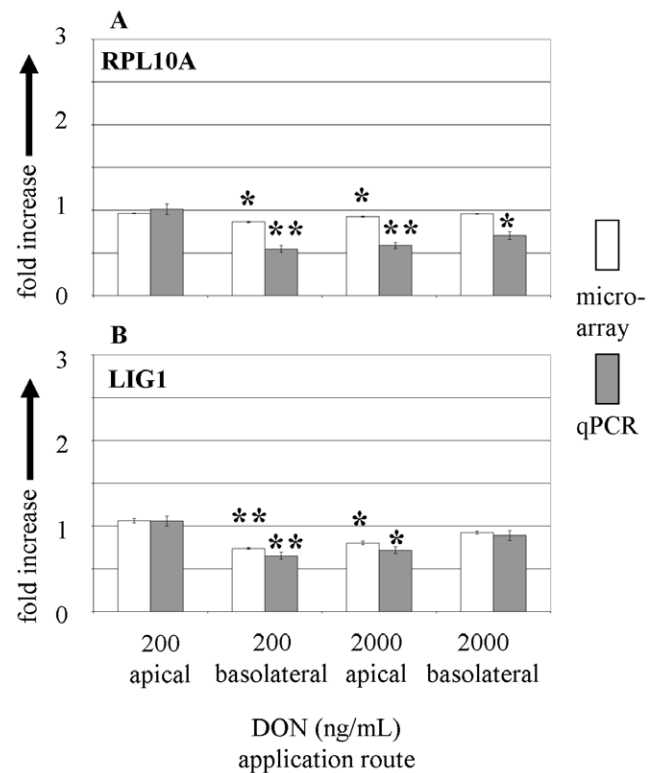 A
RPL10A
3
2
1
0
fold increase
*
**
*
**
*
micro-
array
qPCR
B
LIG1
3
2
1
0
fold increase
**
**
*
*
200 200 2000 2000
apical basolateral apical basolateral
DON (ng/mL)
application route